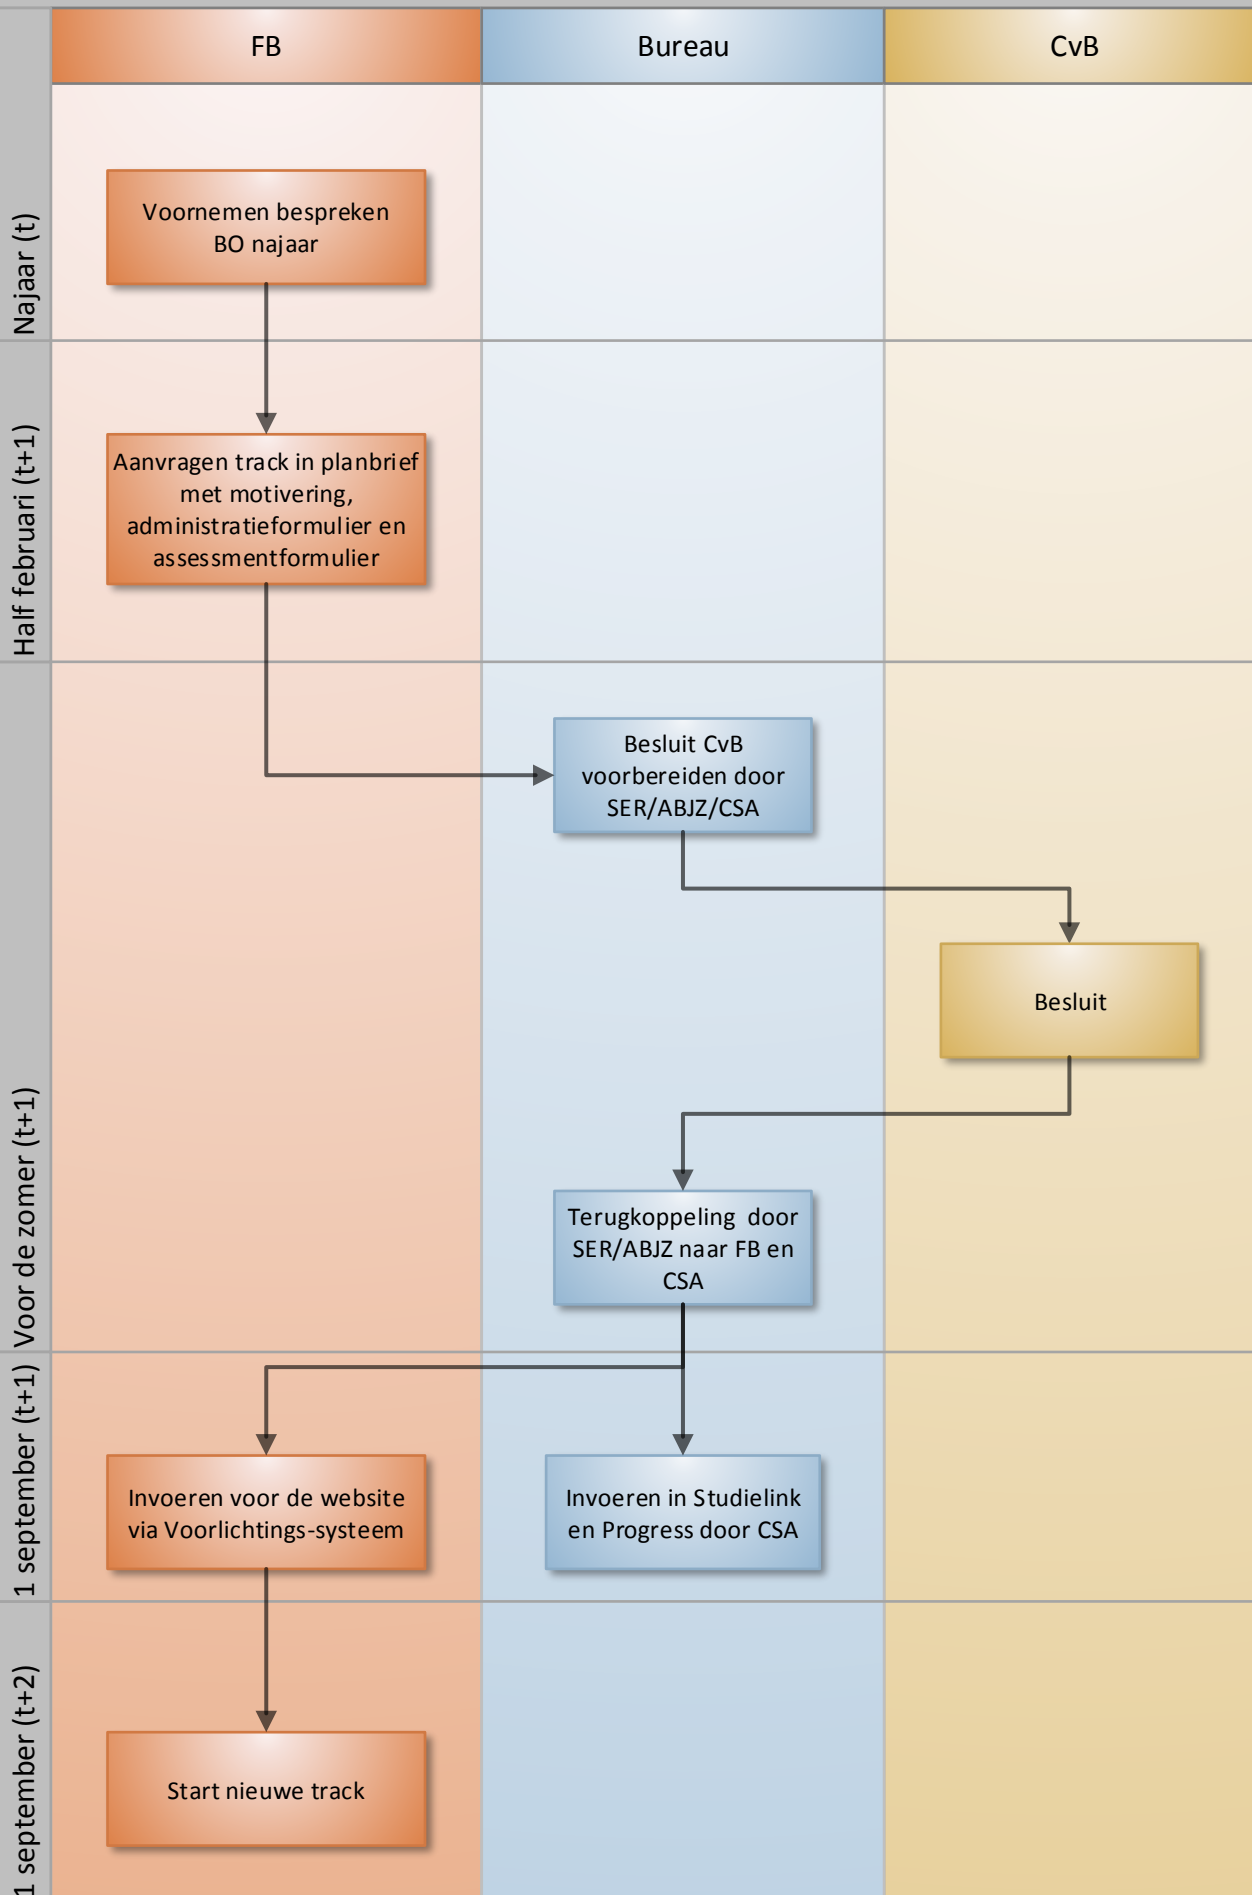 FB
Bureau
CvB
Najaar (t)
Voornemen bespreken
BO najaar
Half februari (t+1)
Aanvragen track in planbrief
met motivering,
administratieformulier en
assessmentformulier
Voor de zomer (t+1)
Besluit CvB
voorbereiden door
SER/ABJZ/CSA
Besluit
Terugkoppeling door
SER/ABJZ naar FB en
CSA
1 september (t+1)
Invoeren voor de website
via Voorlichtings-systeem
Invoeren in Studielink
en Progress door CSA
1 september (t+2)
Start nieuwe track